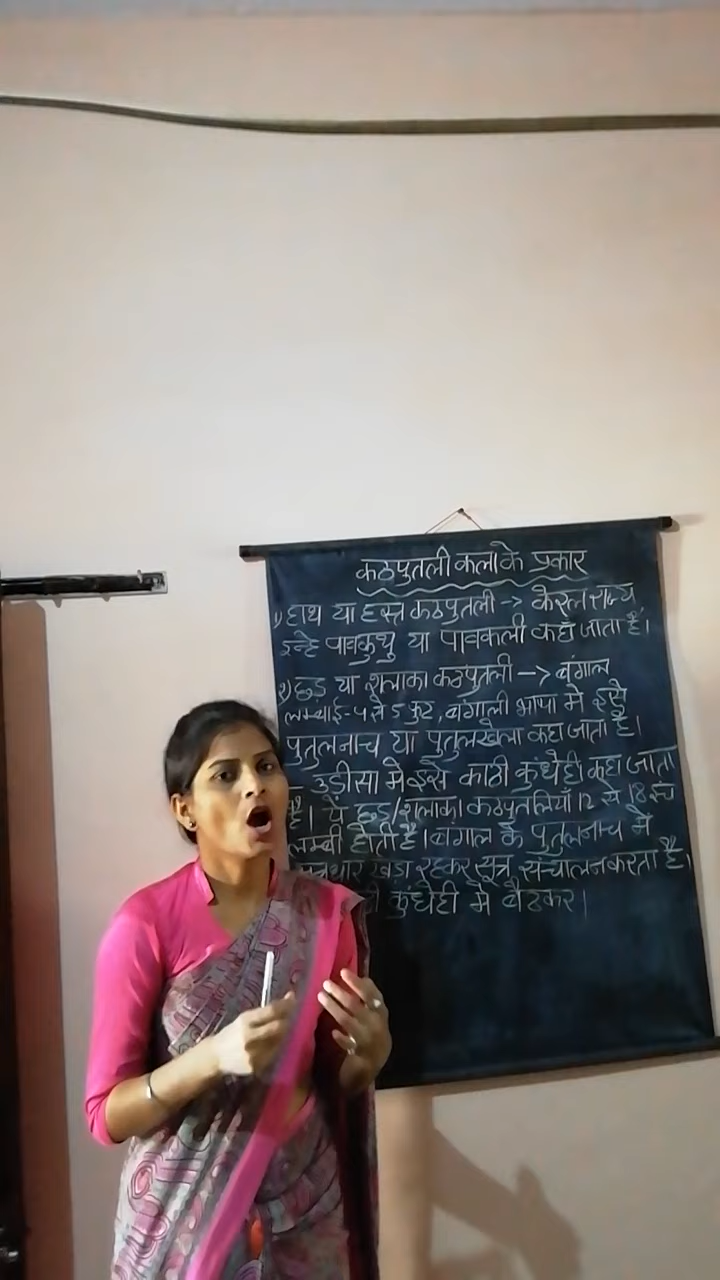 कठपुतली कला के प्रकार
1) हाथ या हस्त कठपुतली → केरल राज्य
इन्हे पावकुथु या पावकली कहाँ जाता है।
2) छड़ या शलाका कठपुतली → बंगाल
लम्बाई-4 से 5 फुट, बंगाली भाषा मे इसे
पुतुलनाच या पुतुलखेला कहा जाता है।
उड़ीसा मे इसे काठी कुंधेही कहा जाता
है। ये छड़/शलाका कठपुतलियाँ 12 से 18 इंच
लम्बी होती है। बंगाल के पुतुलनाच मे
खड़ा रहकर सूत्र संचालन करता है।
कुंधेही मे बैठकर।